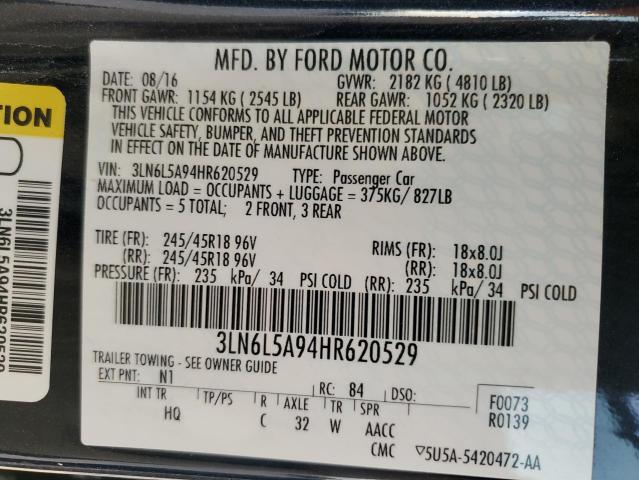 MFD. BY FORD MOTOR CO.
DATE: 08/16 GVWR: 2182 KG ( 4810 LB)
FRONT GAWR: 1154 KG ( 2545 LB) REAR GAWR: 1052 KG ( 2320 LB)
THIS VEHICLE CONFORMS TO ALL APPLICABLE FEDERAL MOTOR
VEHICLE SAFETY, BUMPER, AND THEFT PREVENTION STANDARDS
IN EFFECT ON THE DATE OF MANUFACTURE SHOWN ABOVE.
VIN: 3LN6L5A94HR620529 TYPE: Passenger Car
MAXIMUM LOAD = OCCUPANTS + LUGGAGE = 375KG/ 827LB
OCCUPANTS = 5 TOTAL; 2 FRONT, 3 REAR
TIRE (FR): 245/45R18 96V RIMS (FR): 18x8.0J
(RR): 245/45R18 96V (RR): 18x8.0J
PRESSURE (FR): 235 kPa/ 34 PSI COLD (RR): 235 kPa/ 34 PSI COLD
3LN6L5A94HR620529
TRAILER TOWING - SEE OWNER GUIDE
EXT PNT: N1 RC: 84 DSO: F0073
INT TR TP/PS R AXLE TR SPR R0139
HQ C 32 W AACC
CMC ▽5U5A-5420472-AA
3LN6L5A94HR620529